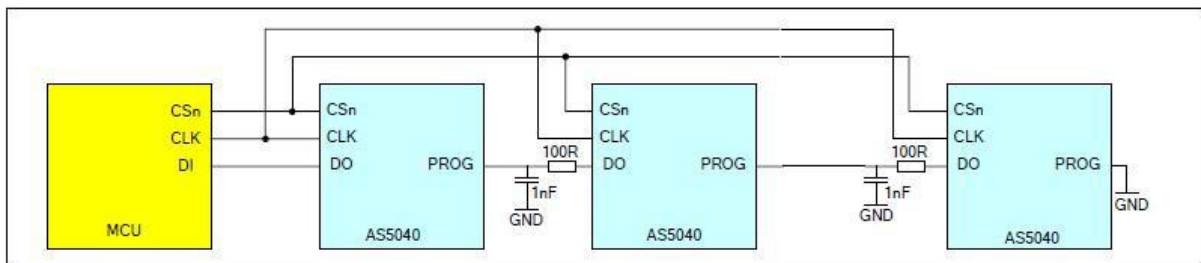 CSn
CLK
DI
MCU
CSn
CLK
DO
PROG
AS5040
100R
1nF
GND
CSn
CLK
DO
PROG
AS5040
100R
1nF
GND
CSn
CLK
DO
PROG
AS5040
GND